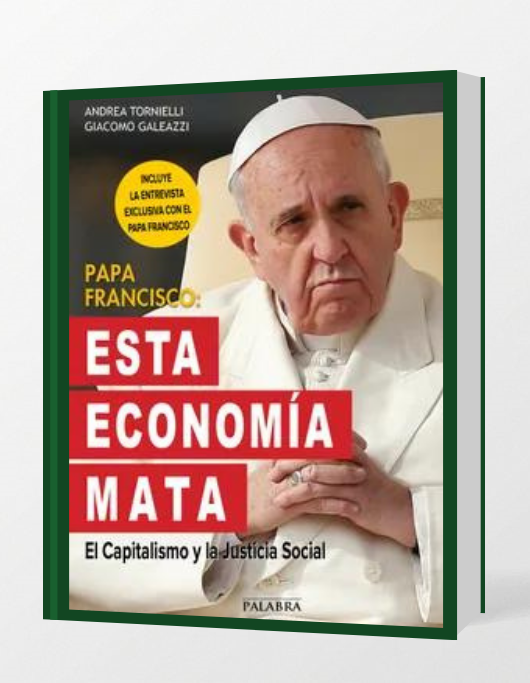 ANDREA TORNIELLI
GIACOMO GALEAZZI
INCLUYE
LA ENTREVISTA
EXCLUSIVA CON EL
PAPA FRANCISCO
PAPA
FRANCISCO:
ESTA
ECONOMÍA
MATA
El Capitalismo y la Justicia Social
PALABRA